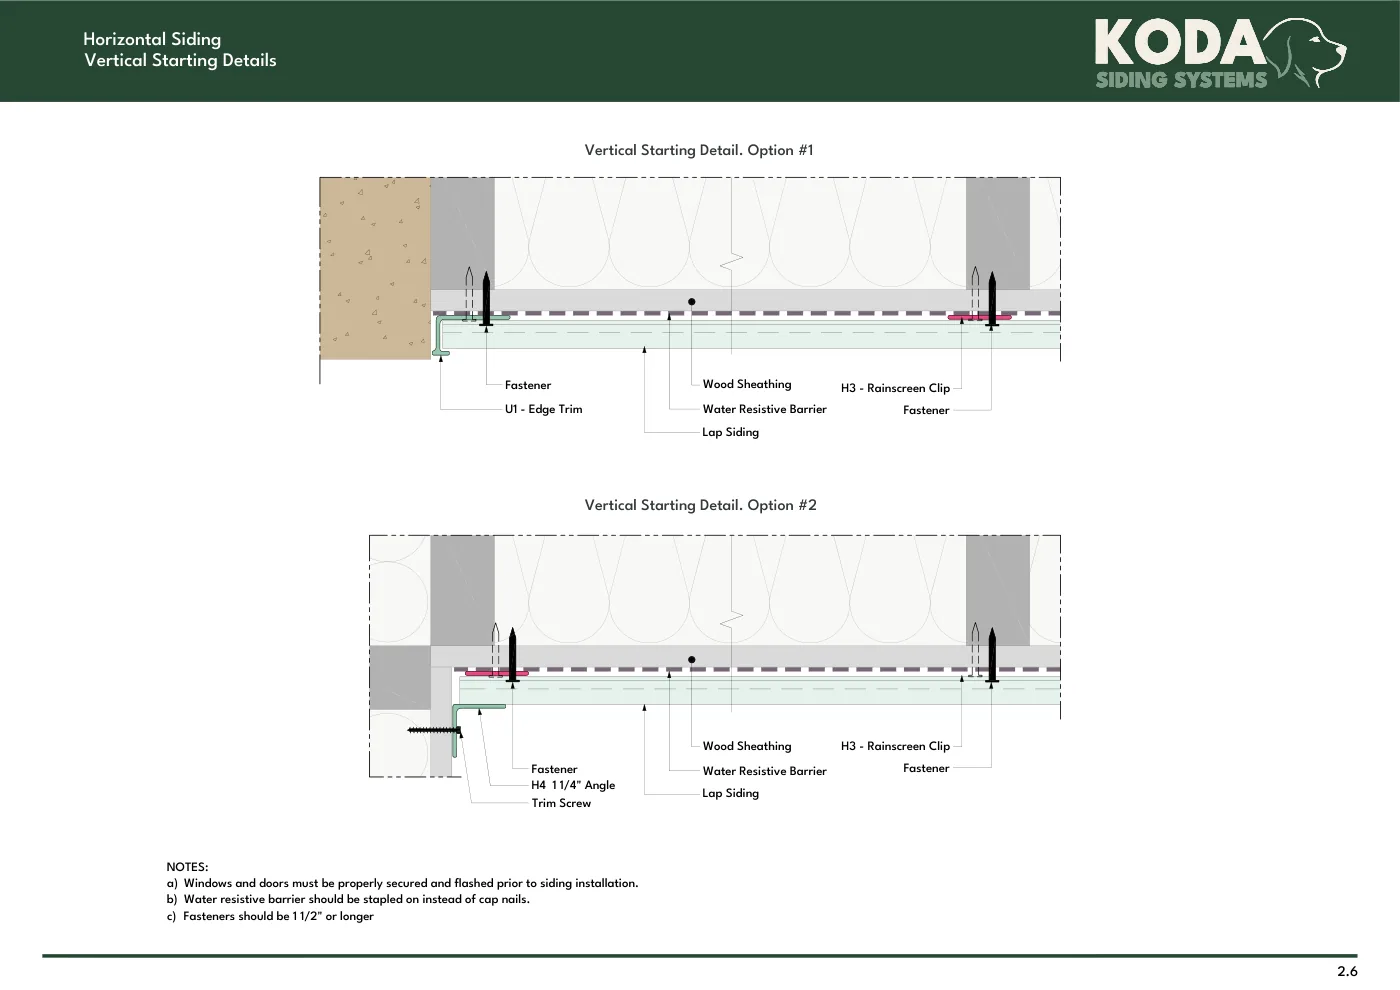 Horizontal Siding
Vertical Starting Details
KODA
SIDING SYSTEMS
Vertical Starting Detail. Option #1
Fastener
U1 - Edge Trim
Wood Sheathing
Water Resistive Barrier
Lap Siding
H3 - Rainscreen Clip
Fastener
Vertical Starting Detail. Option #2
Fastener
H4 1 1/4" Angle
Trim Screw
Wood Sheathing
Water Resistive Barrier
Lap Siding
H3 - Rainscreen Clip
Fastener
NOTES:
a) Windows and doors must be properly secured and flashed prior to siding installation.
b) Water resistive barrier should be stapled on instead of cap nails.
c) Fasteners should be 1 1/2" or longer
2.6